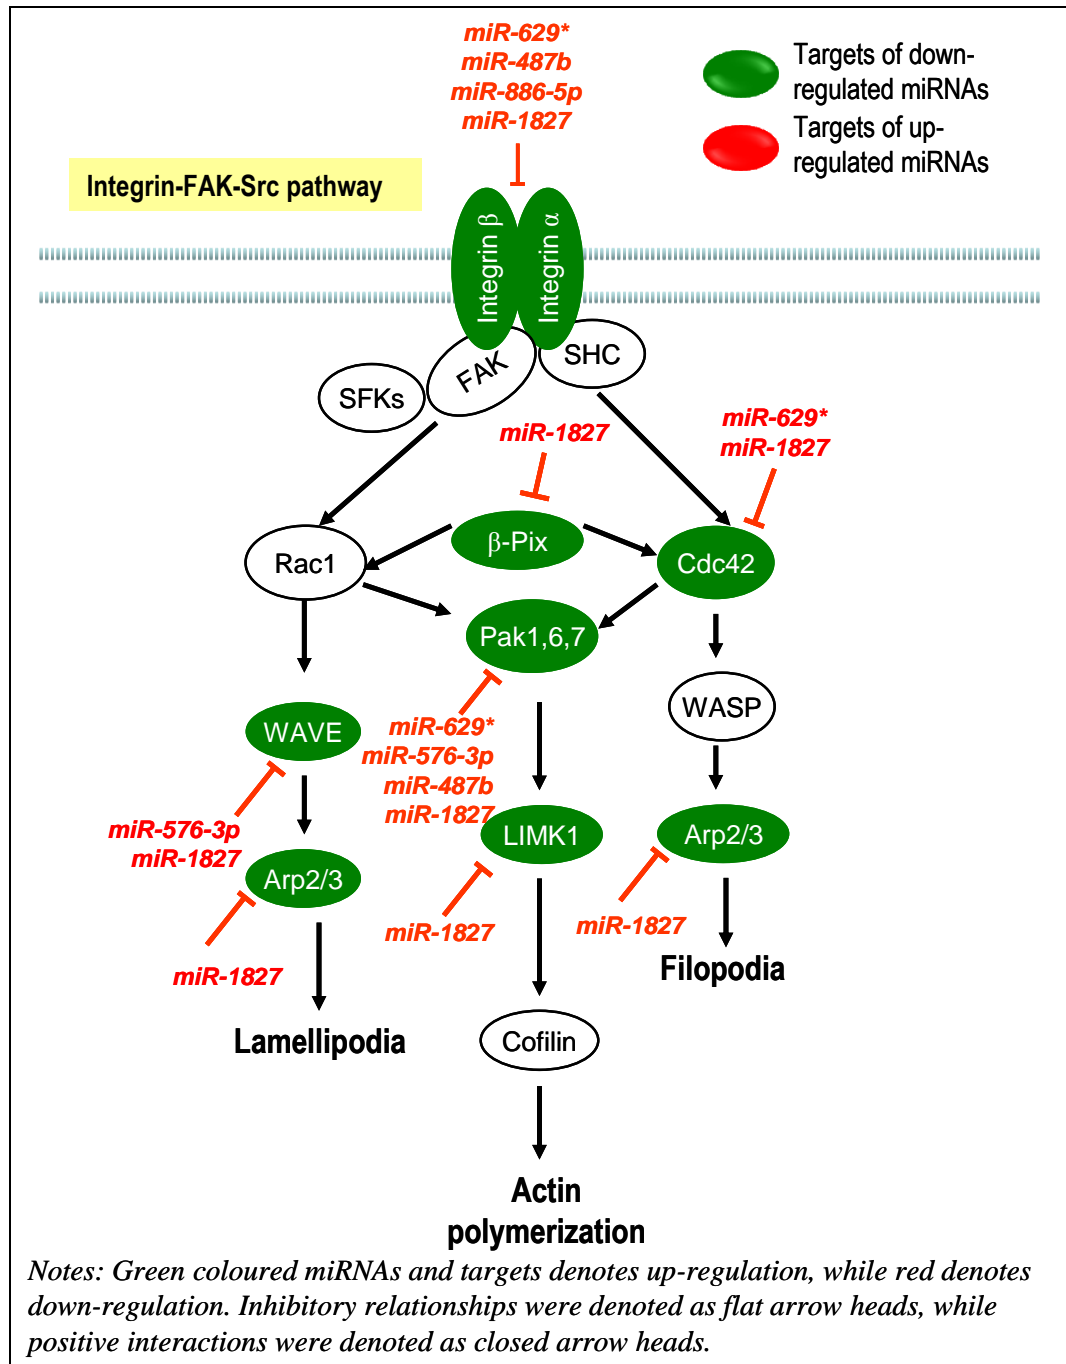 miR-629*
miR-487b
miR-886-5p
miR-1827
Targets of down-
regulated miRNAs
Targets of up-
regulated miRNAs
Integrin-FAK-Src pathway
Integrin β
Integrin α
SFKs
FAK
SHC
miR-1827
miR-629*
miR-1827
Rac1
β-Pix
Cdc42
Pak1,6,7
WAVE
miR-629*
miR-576-3p
miR-487b
miR-1827
WASP
miR-576-3p
miR-1827
LIMK1
Arp2/3
Arp2/3
miR-1827
miR-1827
miR-1827
Filopodia
Lamellipodia
Cofilin
Actin
polymerization
Notes: Green coloured miRNAs and targets denotes up-regulation, while red denotes
down-regulation. Inhibitory relationships were denoted as flat arrow heads, while
positive interactions were denoted as closed arrow heads.